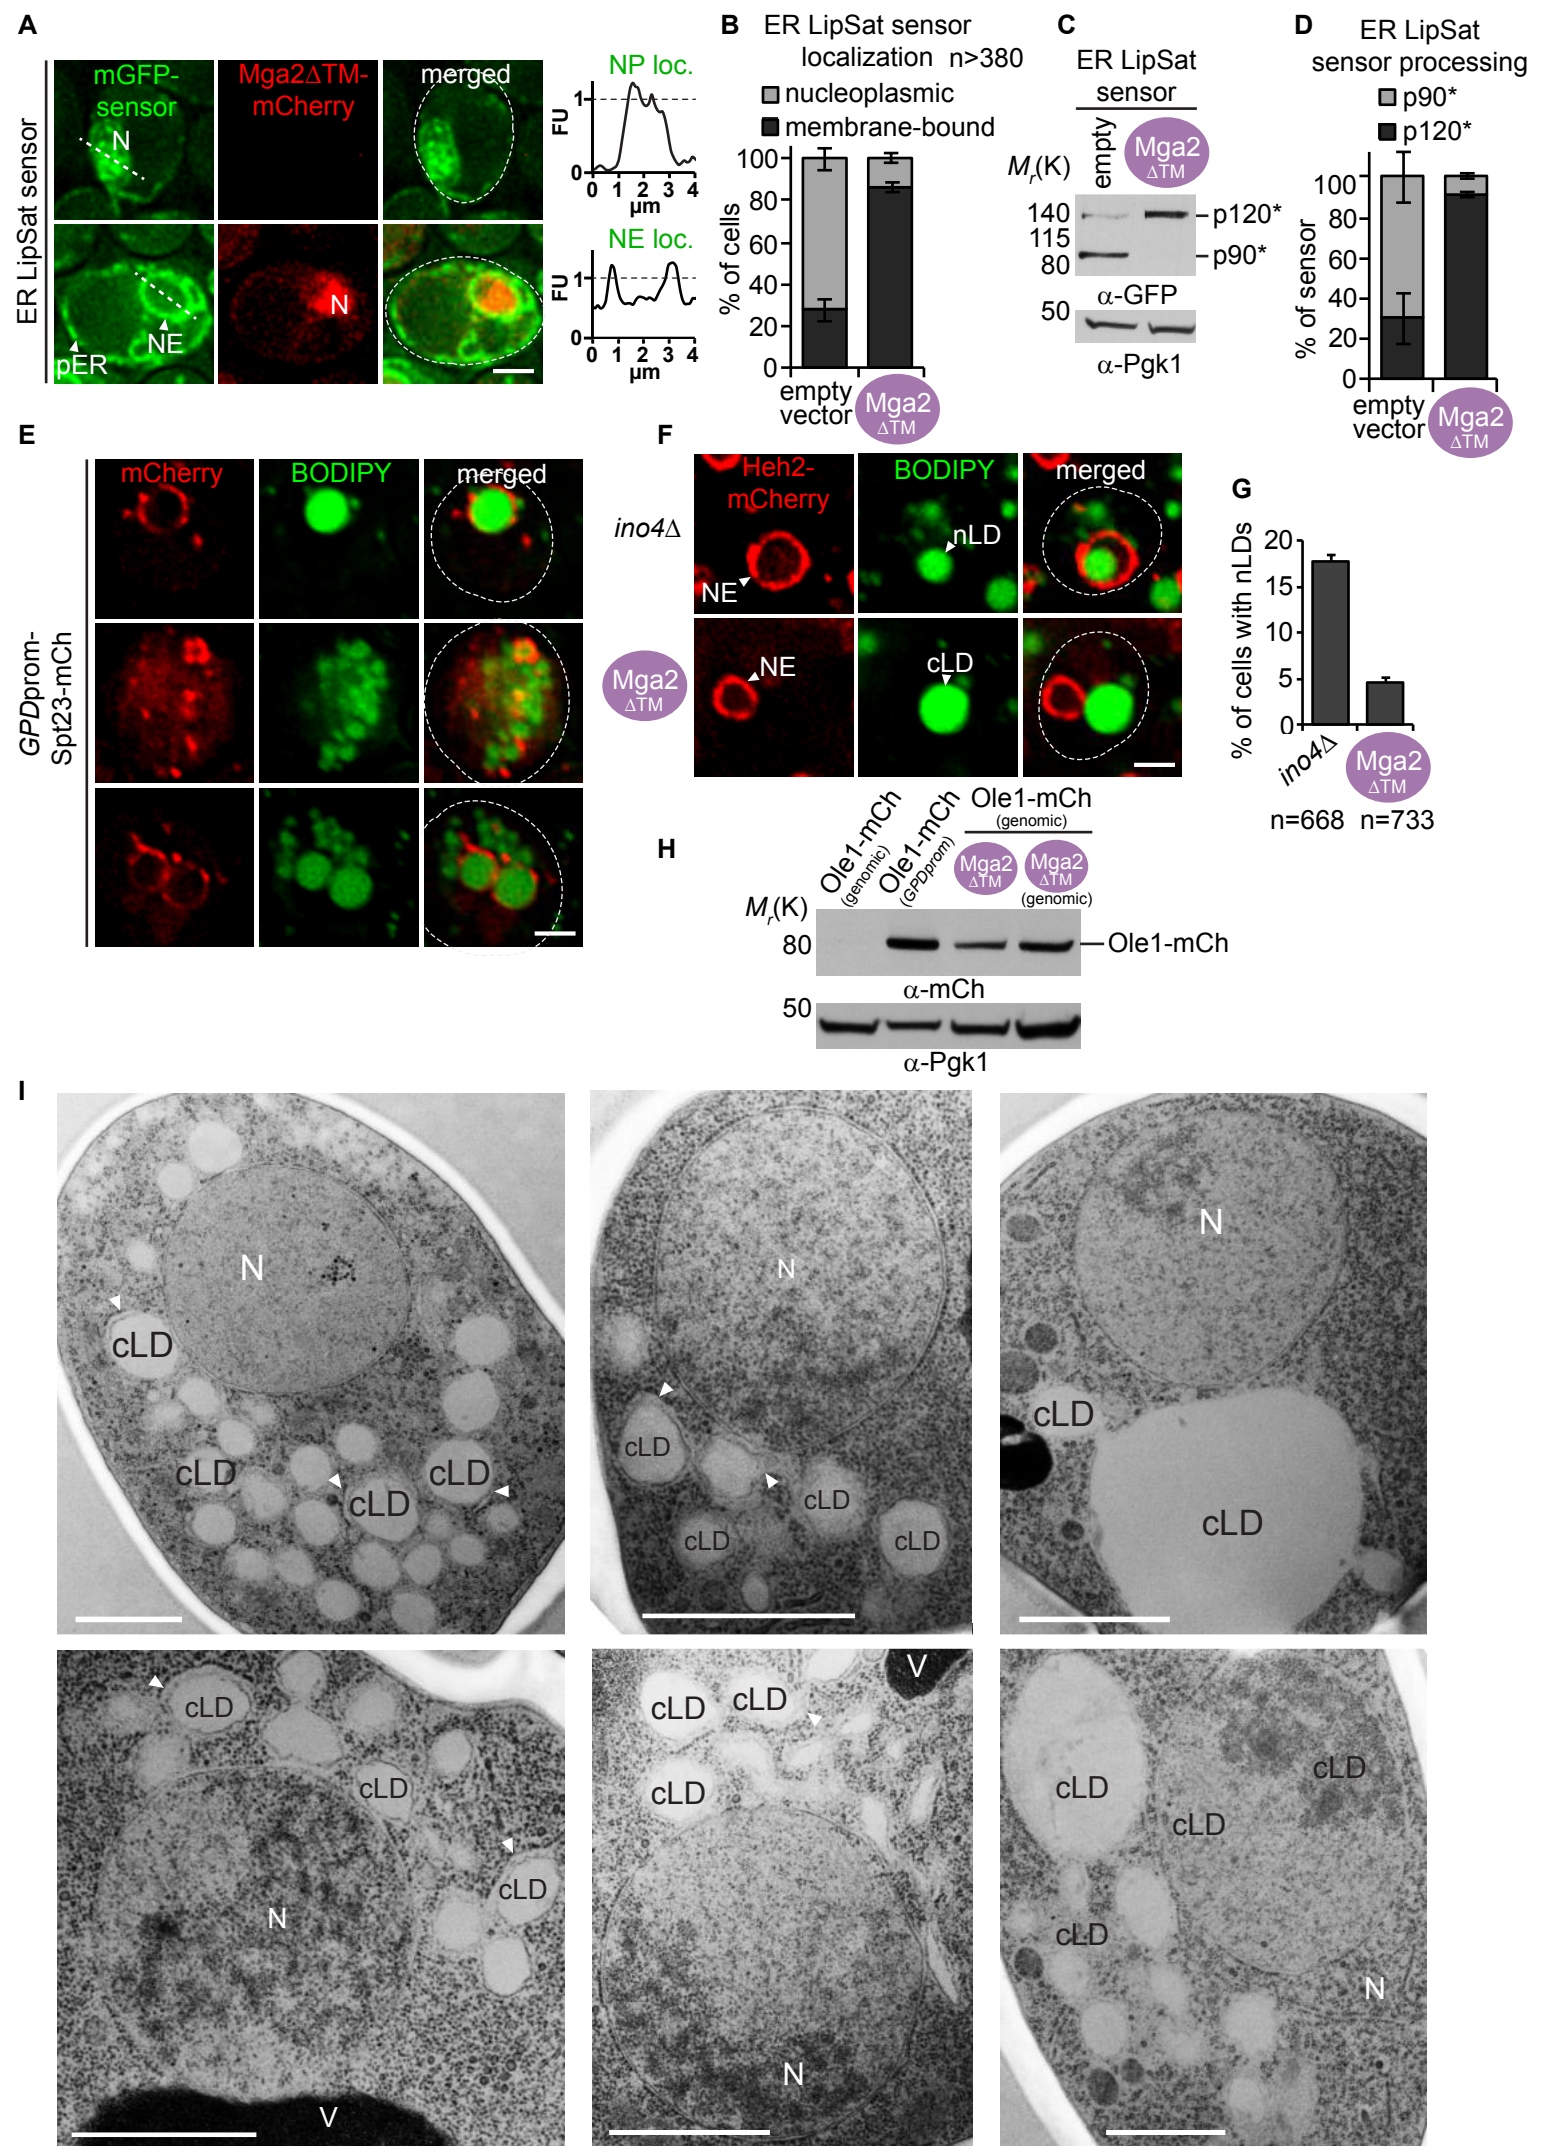 A
ER LipSat sensor
mGFP-
sensor
N
Mga2ΔTM-
mCherry
merged
pER
NE
N
NP loc.
FU
1
0
0 1 2 3 4
µm
NE loc.
FU
1
0
0 1 2 3 4
µm
B
ER LipSat sensor
localization n>380
nucleoplasmic
membrane-bound
% of cells
100
80
60
40
20
0
empty
vector
Mga2
ΔTM
C
ER LipSat
sensor
empty
Mga2
ΔTM
Mr(K)
140
115
80
p120*
p90*
α-GFP
50
α-Pgk1
D
ER LipSat
sensor processing
p90*
p120*
% of sensor
100
80
60
40
20
0
empty
vector
Mga2
ΔTM
E
GPDprom-
Spt23-mCh
mCherry
BODIPY
merged
F
ino4Δ
Heh2-
mCherry
BODIPY
merged
NE
nLD
Mga2
ΔTM
NE
cLD
G
% of cells with nLDs
20
15
10
5
0
ino4Δ
Mga2
ΔTM
n=668 n=733
H
Ole1-mCh
(genomic)
Ole1-mCh
(GPDprom)
Ole1-mCh
(genomic)
Mga2
ΔTM
Mga2
ΔTM
(genomic)
Mr(K)
80
Ole1-mCh
α-mCh
50
α-Pgk1
I
N
cLD
cLD
cLD
cLD
N
cLD
cLD
cLD
cLD
N
cLD
cLD
cLD
cLD
cLD
N
V
V
cLD
cLD
cLD
N
cLD
cLD
cLD
cLD
N